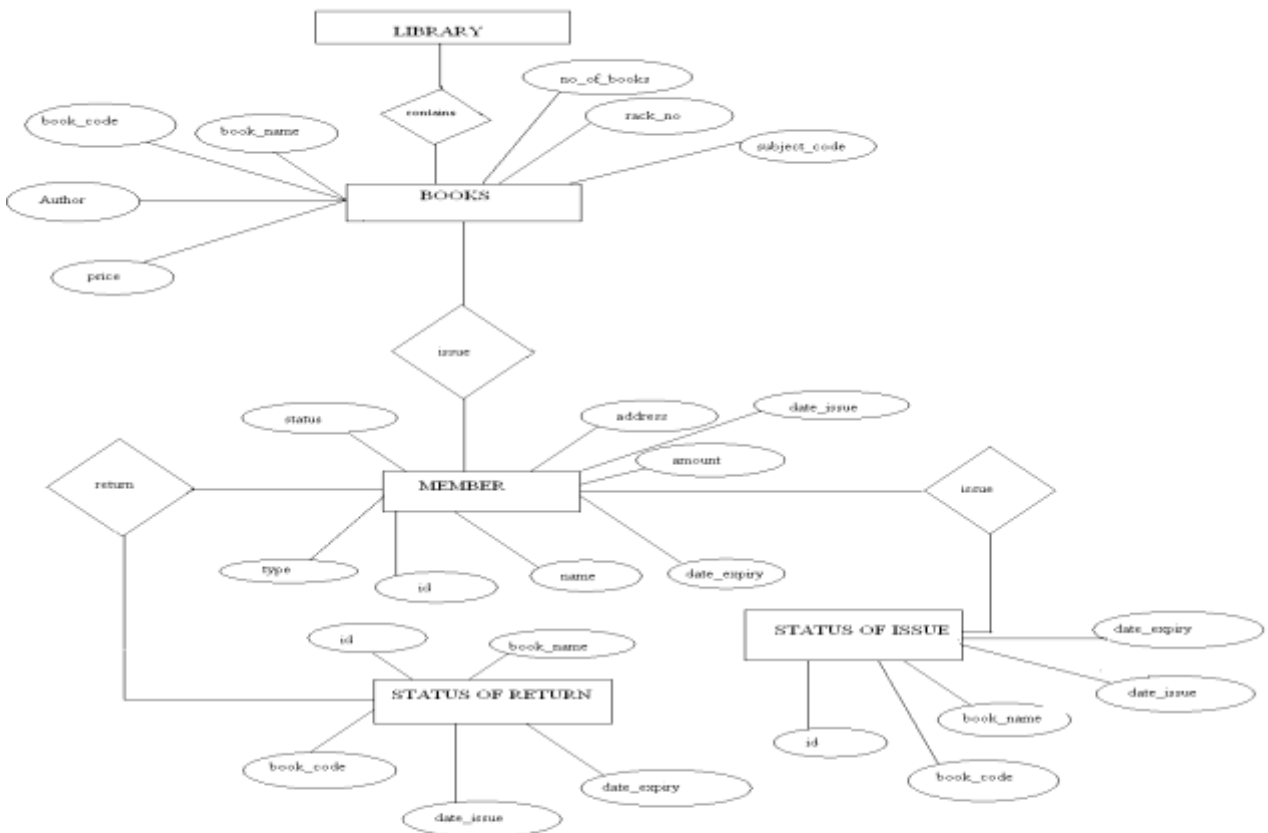 LIBRARY
no_of_books
contains
rack_no
book_code
book_name
subject_code
Author
BOOKS
price
issue
status
address
date_issue
amount
return
MEMBER
issue
type
id
name
date_expiry
id
book_name
STATUS OF ISSUE
date_expiry
STATUS OF RETURN
date_issue
book_name
id
book_code
date_expiry
book_code
date_issue